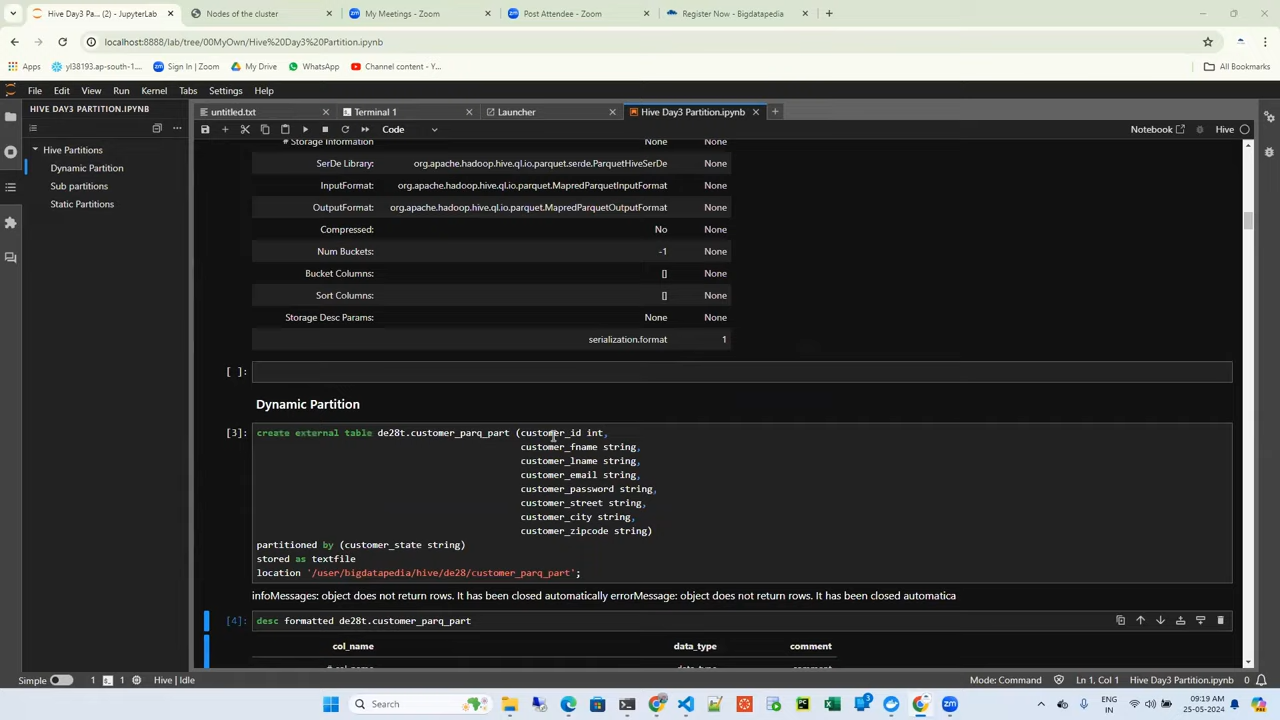 Hive Day3 Pa... (2) - JupyterLab
Nodes of the cluster
My Meetings - Zoom
Post Attendee - Zoom
Register Now - Bigdatapedia
localhost:8888/lab/tree/00MyOwn/Hive%20Day3%20Partition.ipynb
Apps
yl38193.ap-south-1...
Sign In | Zoom
My Drive
WhatsApp
Channel content - Y...
All Bookmarks
File Edit View Run Kernel Tabs Settings Help
HIVE DAY3 PARTITION.IPYNB
untitled.txt
Terminal 1
Launcher
Hive Day3 Partition.ipynb
Code
Notebook
Hive
Hive Partitions
Dynamic Partition
Sub partitions
Static Partitions
# Storage Information None None
SerDe Library: org.apache.hadoop.hive.ql.io.parquet.serde.ParquetHiveSerDe None
InputFormat: org.apache.hadoop.hive.ql.io.parquet.MapredParquetInputFormat None
OutputFormat: org.apache.hadoop.hive.ql.io.parquet.MapredParquetOutputFormat None
Compressed: No None
Num Buckets: -1 None
Bucket Columns: [] None
Sort Columns: [] None
Storage Desc Params: None None
serialization.format 1
[ ]:
Dynamic Partition
[3]: create external table de28t.customer_parq_part (customer_id int,
customer_fname string,
customer_lname string,
customer_email string,
customer_password string,
customer_street string,
customer_city string,
customer_zipcode string)
partitioned by (customer_state string)
stored as textfile
location '/user/bigdatapedia/hive/de28/customer_parq_part';
infoMessages: object does not return rows. It has been closed automatically errorMessage: object does not return rows. It has been closed automatica
[4]: desc formatted de28t.customer_parq_part
col_name data_type comment
# col_name data_type comment
Simple
1
1
Hive | Idle
Mode: Command
Ln 1, Col 1
Hive Day3 Partition.ipynb
0
Search
ENG
IN
09:19 AM
25-05-2024